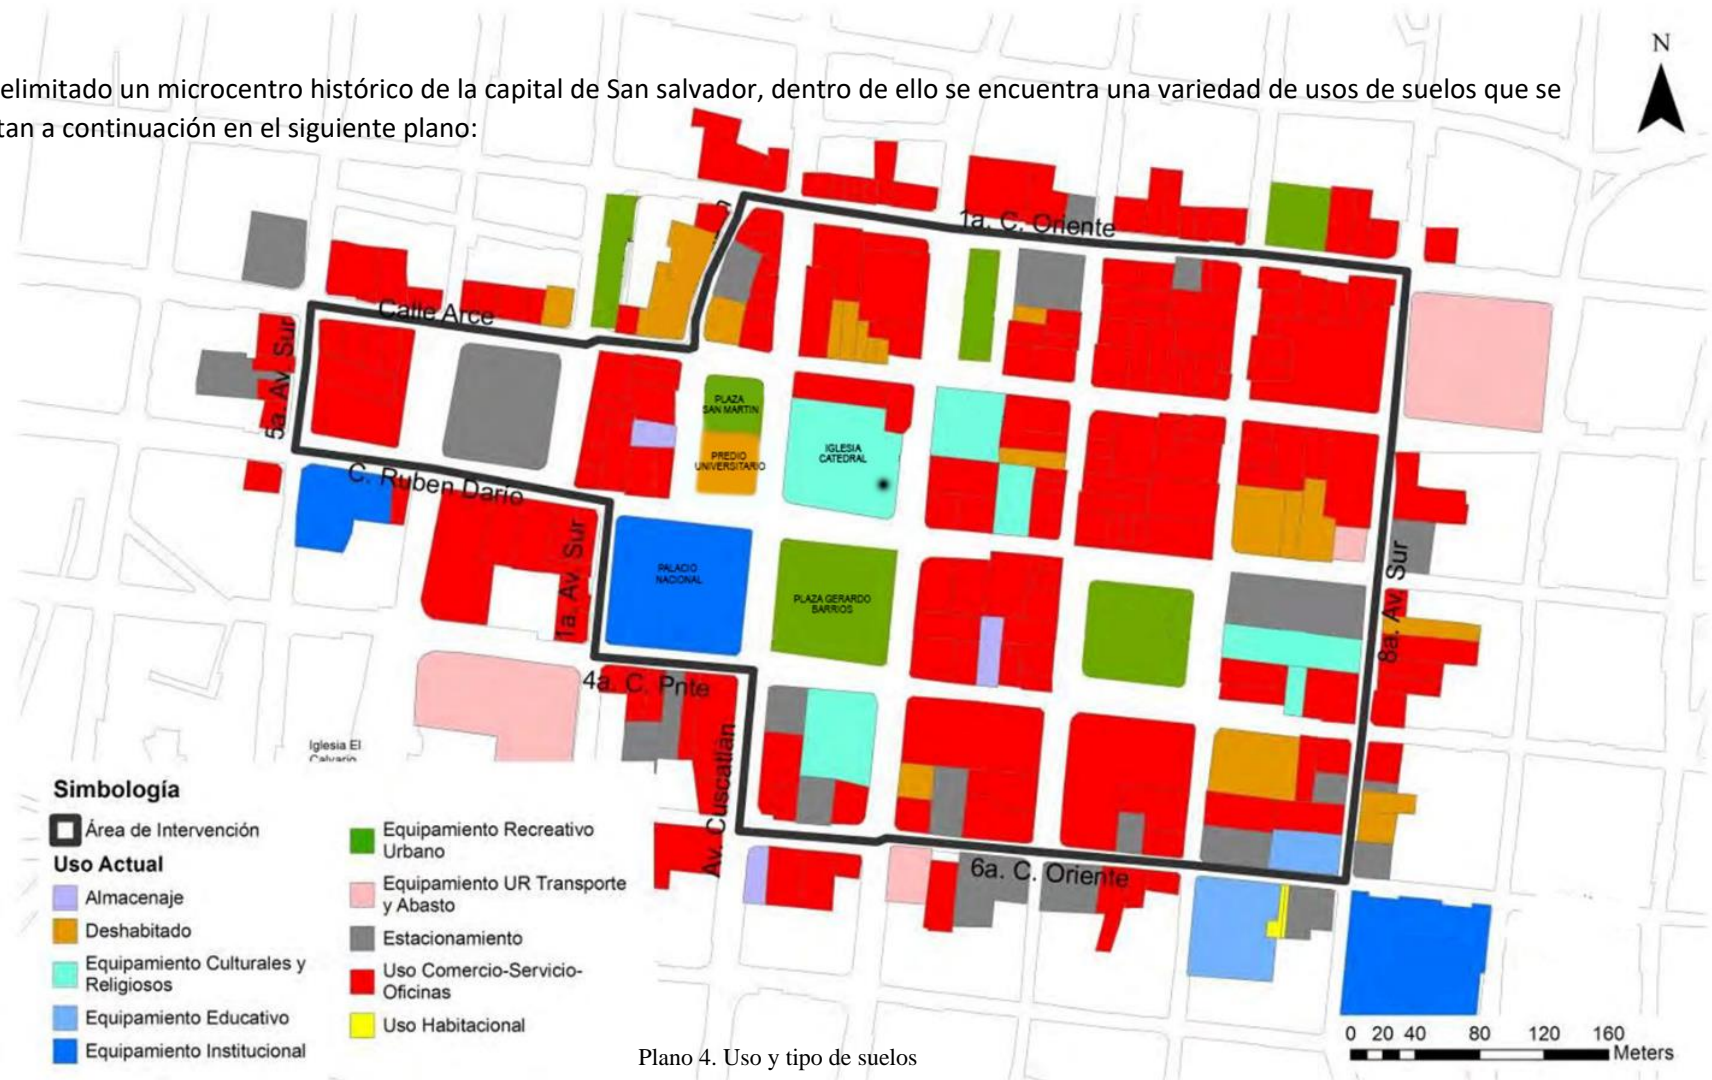 N
elimitado un microcentro histórico de la capital de San salvador, dentro de ello se encuentra una variedad de usos de suelos que se
tan a continuación en el siguiente plano:
1a. C. Oriente
Calle Arce
5a. Av. Sur
PLAZA
SAN MARTIN
PREDIO
UNIVERSITARIO
IGLESIA
CATEDRAL
C. Ruben Darío
1a. Av. Sur
PALACIO
NACIONAL
PLAZA GERARDO
BARRIOS
8a. Av. Sur
4a. C. Pnte
Av. Cuscatlán
6a. C. Oriente
Iglesia El
Calvario
Simbología
Área de Intervención
Uso Actual
Almacenaje
Deshabitado
Equipamiento Culturales y
Religiosos
Equipamiento Educativo
Equipamiento Institucional
Equipamiento Recreativo
Urbano
Equipamiento UR Transporte
y Abasto
Estacionamiento
Uso Comercio-Servicio-
Oficinas
Uso Habitacional
Plano 4. Uso y tipo de suelos
0 20 40 80 120 160
Meters